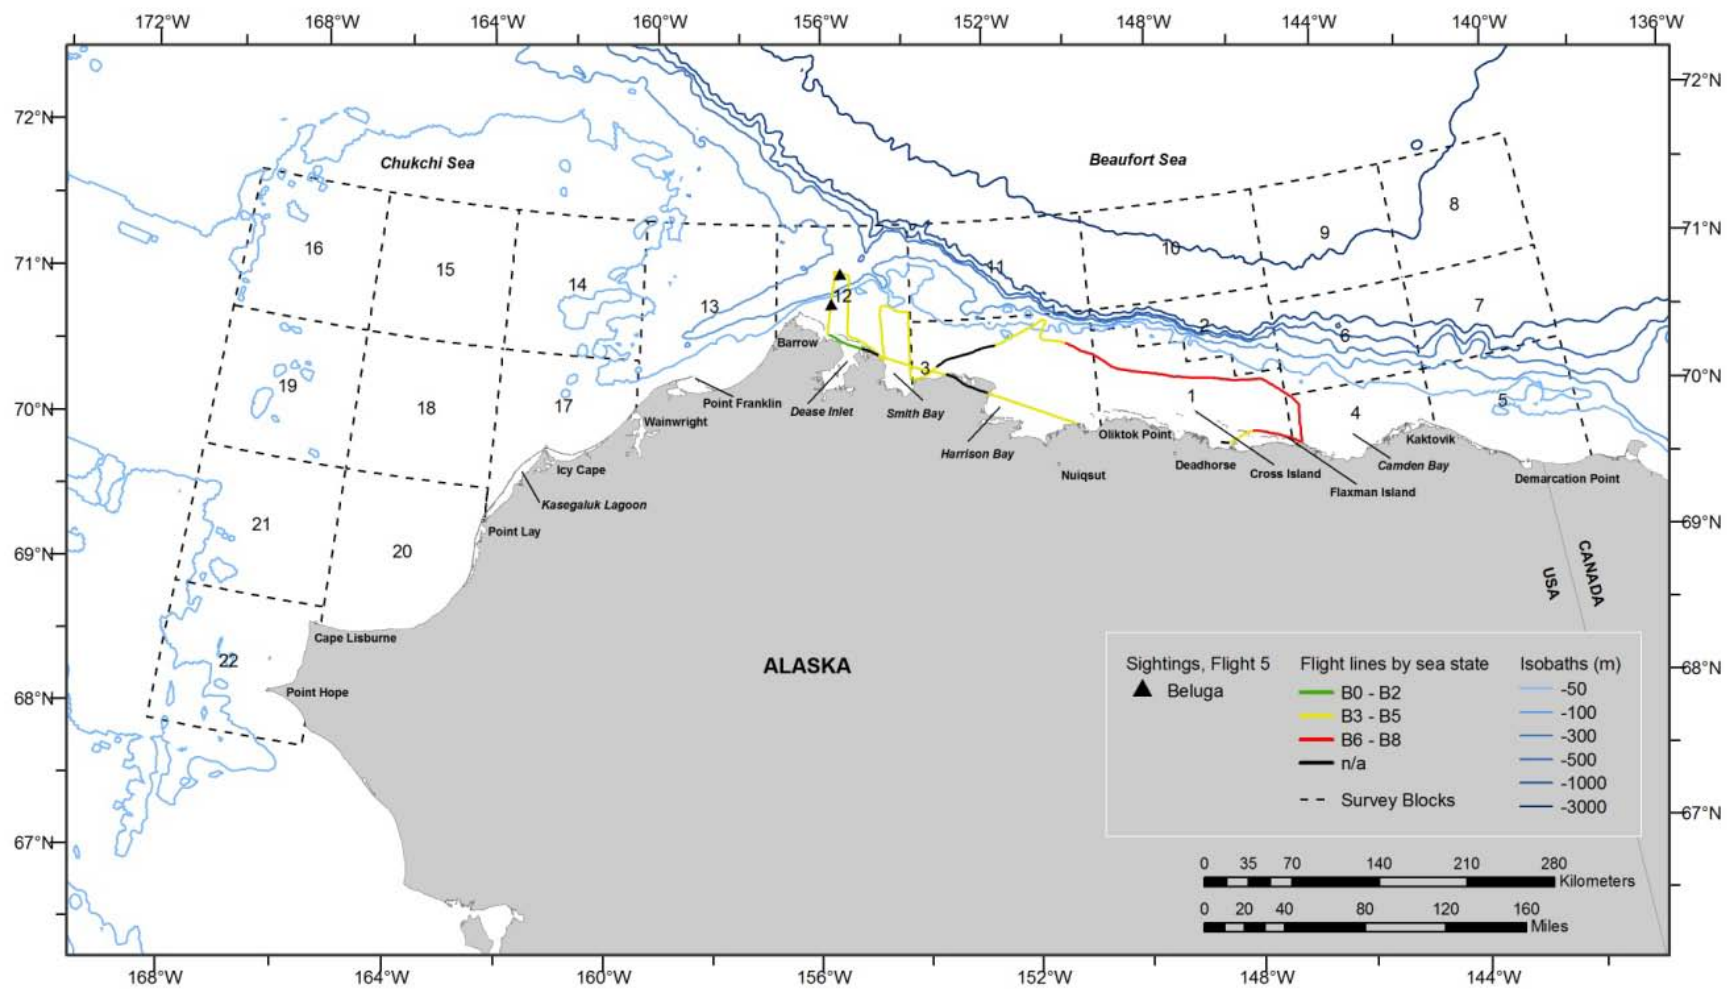 172°W 168°W 164°W 160°W 156°W 152°W 148°W 144°W 140°W 136°W
72°N 72°N
Chukchi Sea Beaufort Sea
8
9
16 10
71°N 71°N
15 11
14 12
13 7
2 6
Barrow
70°N 3 70°N
19 Point Franklin Dease Inlet Smith Bay 1 5
18 17 4
Wainwright Harrison Bay Oliktok Point Kaktovik
Icy Cape Nuiqsut Deadhorse Cross Island Camden Bay
Kasegaluk Lagoon Flaxman Island Demarcation Point
21 Point Lay
69°N 20 69°N
USA CANADA
Cape Lisburne
22
68°N Point Hope ALASKA 68°N
Sightings, Flight 5
Beluga
Flight lines by sea state
B0 - B2
B3 - B5
B6 - B8
n/a
Survey Blocks
Isobaths (m)
-50
-100
-300
-500
-1000
-3000
67°N 67°N
0 35 70 140 210 280
Kilometers
0 20 40 80 120 160
Miles
168°W 164°W 160°W 156°W 152°W 148°W 144°W